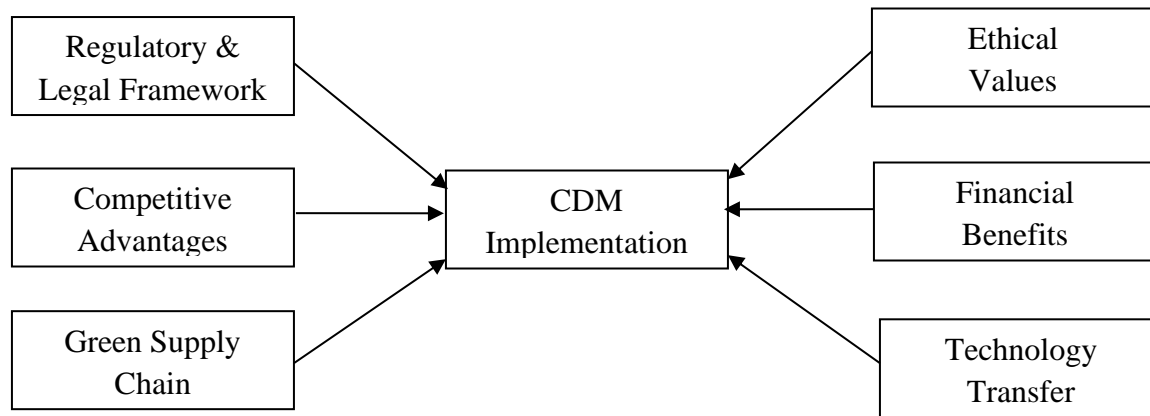 Regulatory &
Legal Framework
Competitive
Advantages
Green Supply
Chain
CDM
Implementation
Ethical
Values
Financial
Benefits
Technology
Transfer